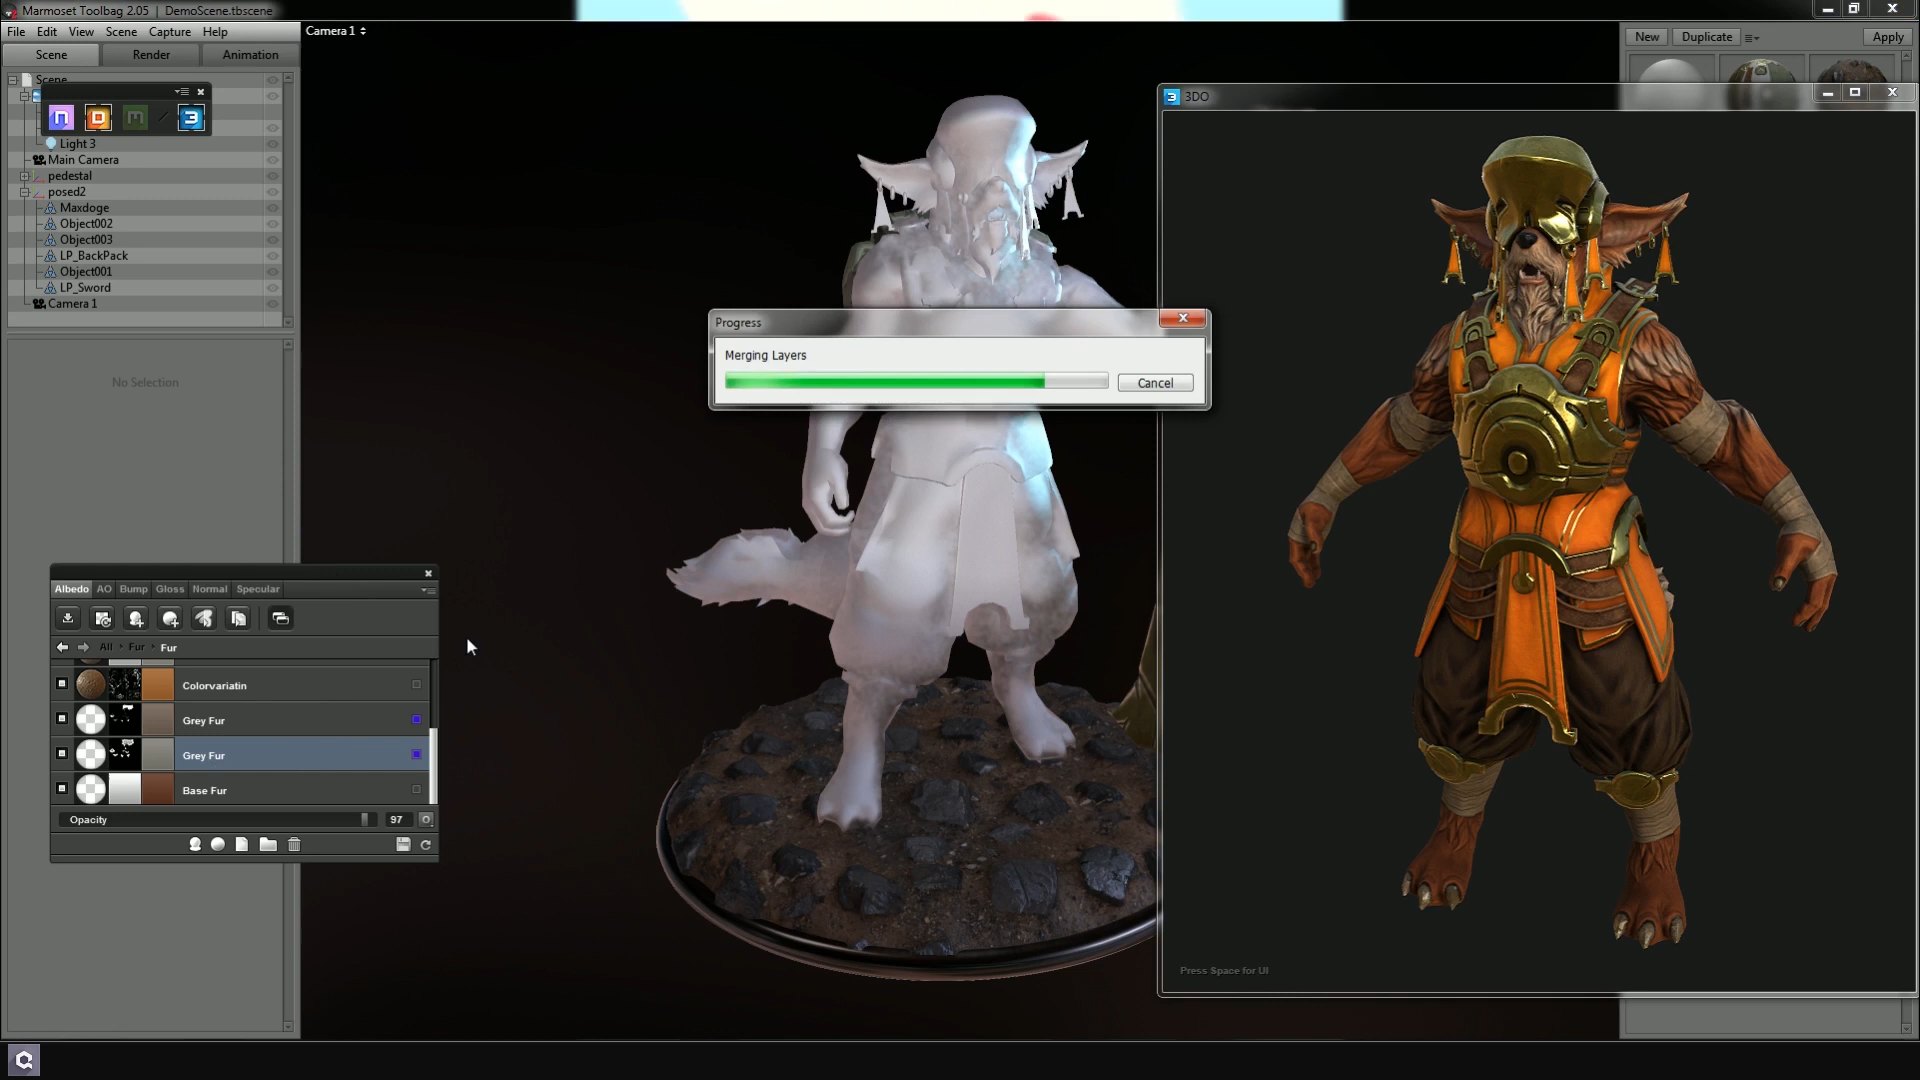 Marmoset Toolbag 2.05 | DemoScene.tbscene
File Edit View Scene Capture Help
Scene Render Animation
Camera 1
New Duplicate Apply
Scene
Light 3
Main Camera
pedestal
posed2
Maxdoge
Object002
Object003
LP_BackPack
Object001
LP_Sword
Camera 1
No Selection
3DO
Progress
Merging Layers
Cancel
Albedo AO Bump Gloss Normal Specular
All Fur Fur
Colorvariatin
Grey Fur
Grey Fur
Base Fur
Opacity 97
Press Space for UI